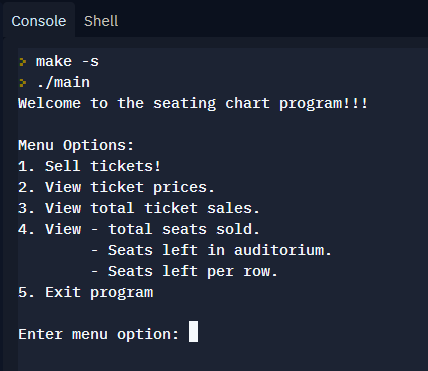 Console Shell
> make -s
> ./main
Welcome to the seating chart program!!!
Menu Options:
1. Sell tickets!
2. View ticket prices.
3. View total ticket sales.
4. View - total seats sold.
- Seats left in auditorium.
- Seats left per row.
5. Exit program
Enter menu option: